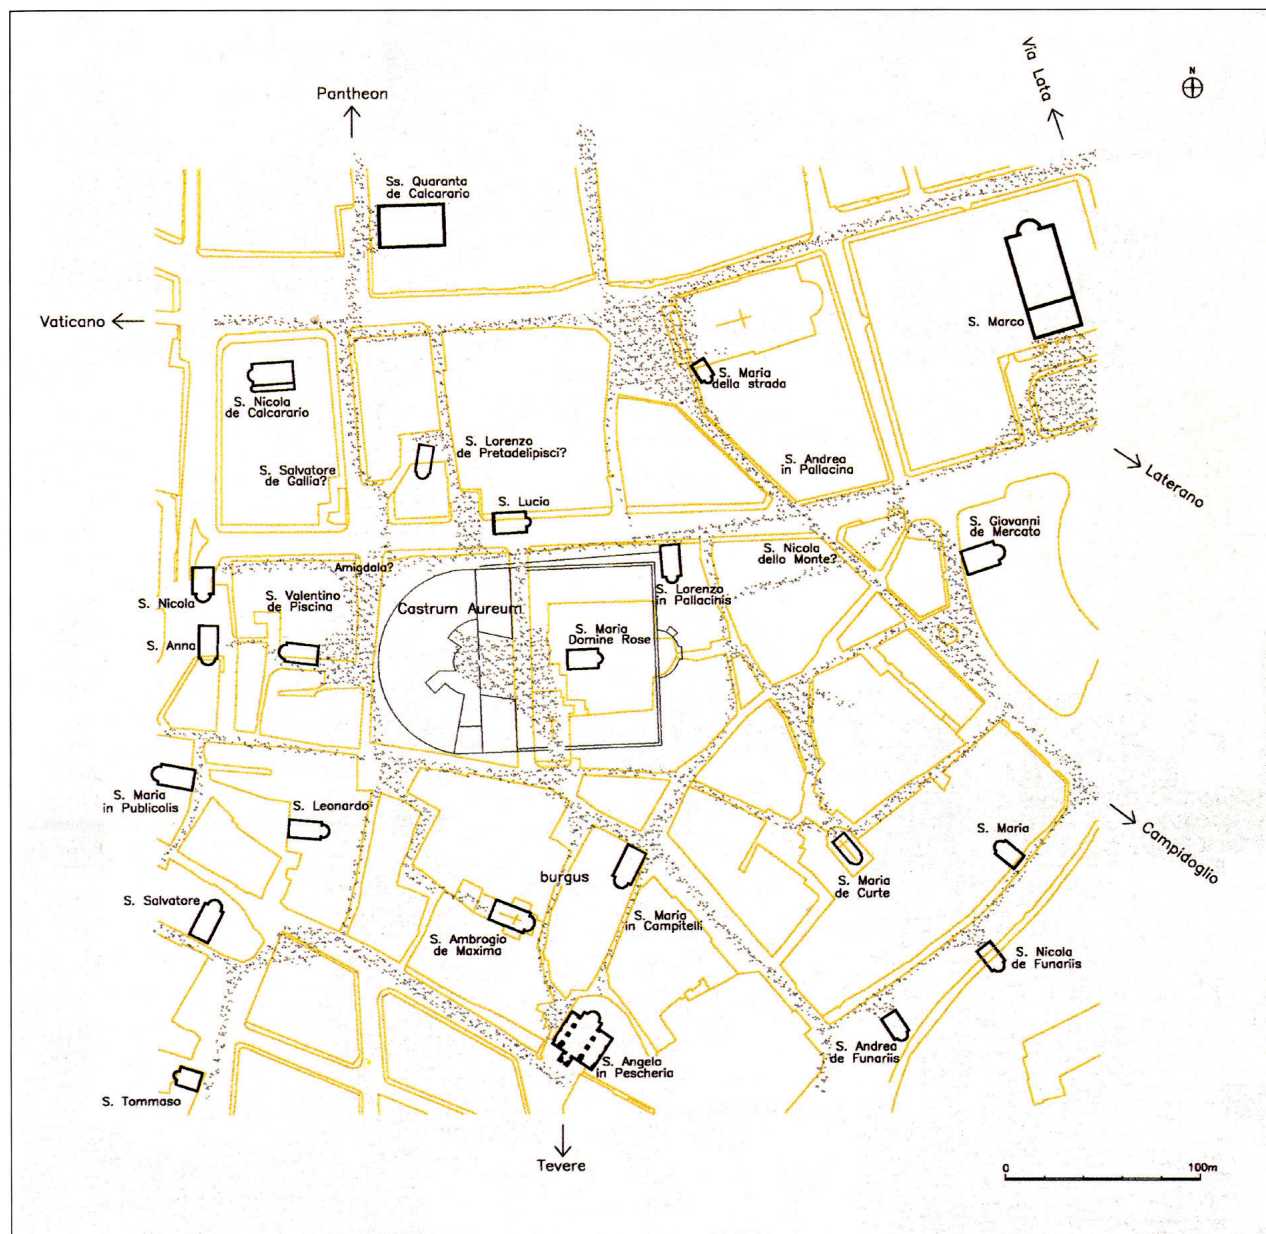 Via Lata
N
Pantheon
Ss. Quaranta
de Calcarario
Vaticano
S. Marco
S. Maria
della strada
S. Nicola
de Calcarario
S. Lorenzo
de Pretadelipisci?
S. Salvatore
de Gallia?
S. Andrea
in Pallacina
Laterano
S. Lucia
S. Giovanni
de Mercato
Amigdala?
S. Nicola
della Monte?
S. Nicola
S. Valentino
de Piscina
Castrum Aureum
S. Lorenzo
in Pallacinis
S. Anna
S. Maria
Domine Rose
S. Maria
in Publicolis
S. Leonardo
S. Maria
Campidoglio
burgus
S. Maria
de Curte
S. Salvatore
S. Maria
in Campitelli
S. Ambrogio
de Maxima
S. Nicola
de Funariis
S. Andrea
de Funariis
S. Angelo
in Pescheria
S. Tommaso
Tevere
0 100m